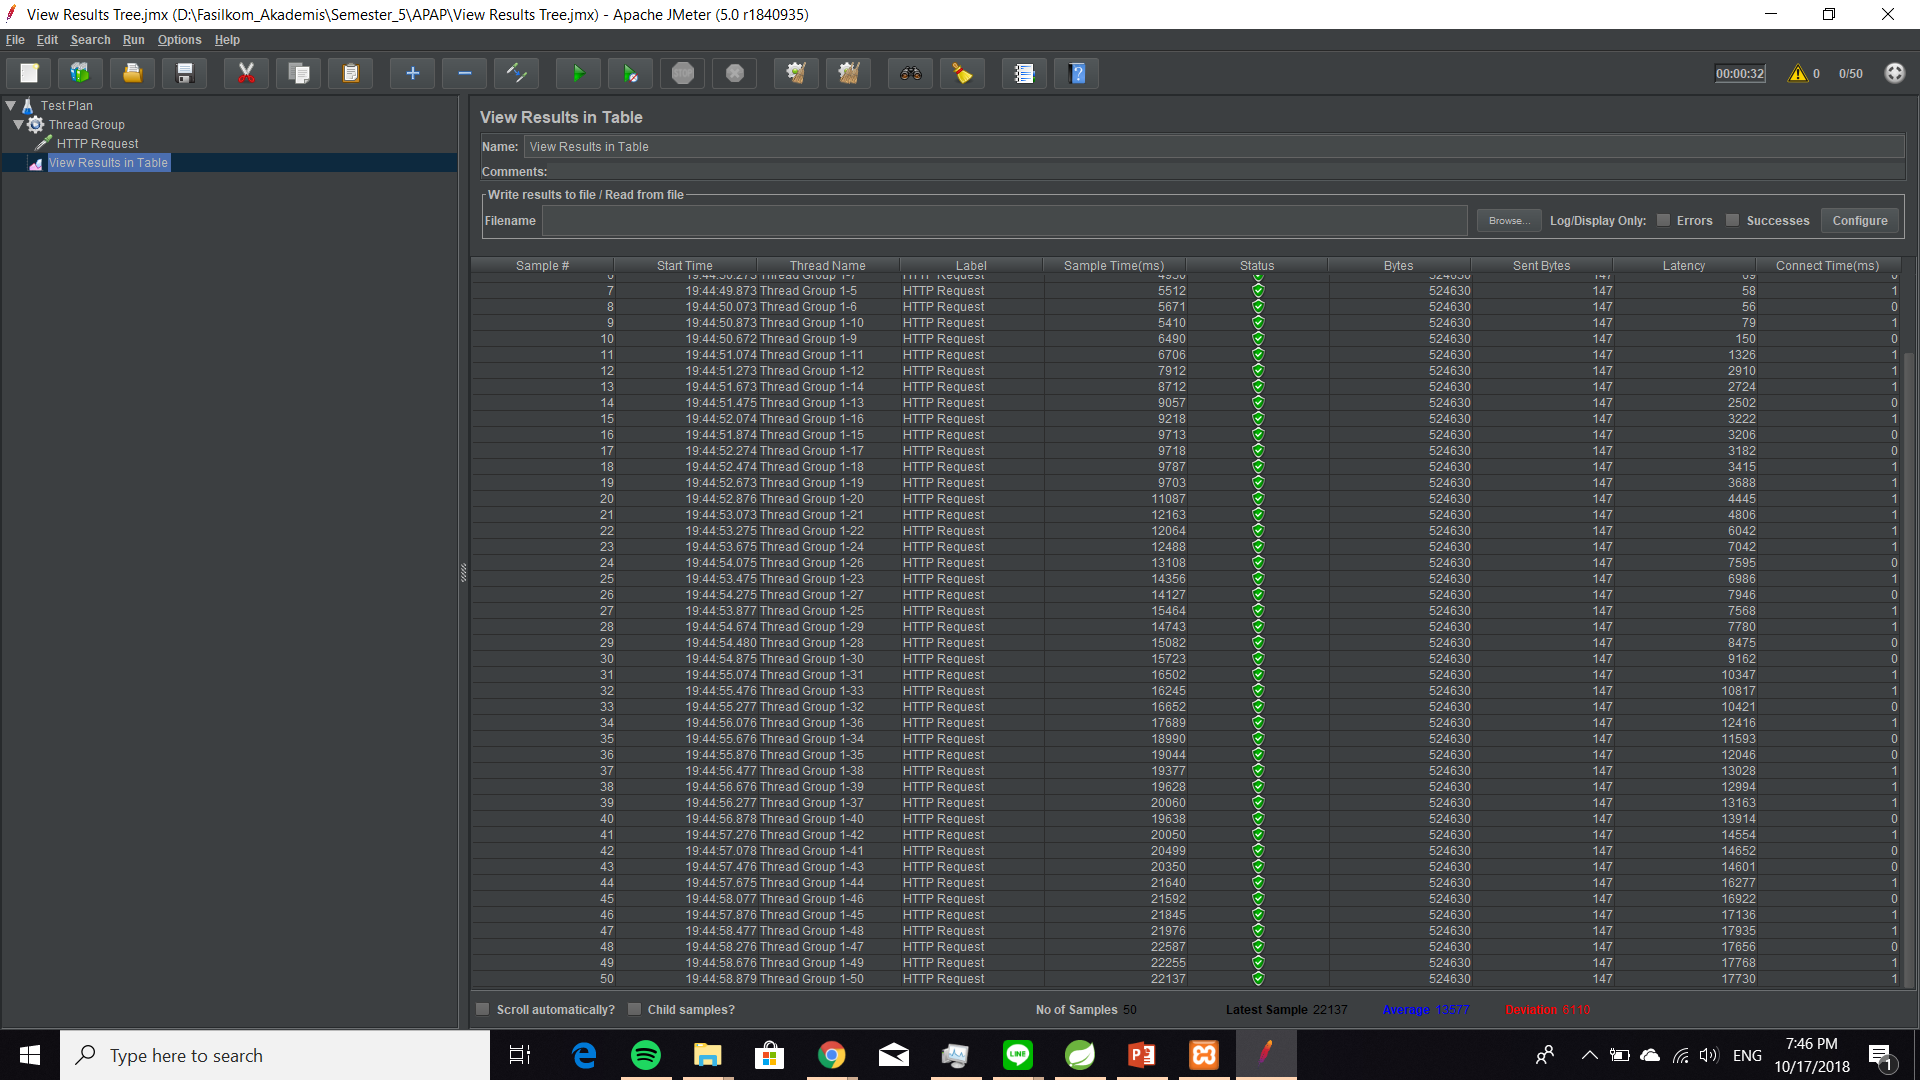 View Results Tree.jmx (D:\Fasilkom_Akademis\Semester_5\APAP\View Results Tree.jmx) - Apache JMeter (5.0 r1840935)
File Edit Search Run Options Help
STOP 00:00:32 0 0/50
Test Plan
Thread Group
HTTP Request
View Results in Table
View Results in Table
Name: View Results in Table
Comments:
Write results to file / Read from file
Filename Browse... Log/Display Only: Errors Successes Configure
Sample # Start Time Thread Name Label Sample Time(ms) Status Bytes Sent Bytes Latency Connect Time(ms)
7 19:44:49.873 Thread Group 1-5 HTTP Request 5512 524630 147 58 1
8 19:44:50.073 Thread Group 1-6 HTTP Request 5671 524630 147 56 0
9 19:44:50.873 Thread Group 1-10 HTTP Request 5410 524630 147 79 1
10 19:44:50.672 Thread Group 1-9 HTTP Request 6490 524630 147 150 0
11 19:44:51.074 Thread Group 1-11 HTTP Request 6706 524630 147 1326 1
12 19:44:51.273 Thread Group 1-12 HTTP Request 7912 524630 147 2910 1
13 19:44:51.673 Thread Group 1-14 HTTP Request 8712 524630 147 2724 1
14 19:44:51.475 Thread Group 1-13 HTTP Request 9057 524630 147 2502 0
15 19:44:52.074 Thread Group 1-16 HTTP Request 9218 524630 147 3222 1
16 19:44:51.874 Thread Group 1-15 HTTP Request 9713 524630 147 3206 0
17 19:44:52.274 Thread Group 1-17 HTTP Request 9718 524630 147 3182 0
18 19:44:52.474 Thread Group 1-18 HTTP Request 9787 524630 147 3415 1
19 19:44:52.673 Thread Group 1-19 HTTP Request 9703 524630 147 3688 1
20 19:44:52.876 Thread Group 1-20 HTTP Request 11087 524630 147 4445 1
21 19:44:53.073 Thread Group 1-21 HTTP Request 12163 524630 147 4806 1
22 19:44:53.275 Thread Group 1-22 HTTP Request 12064 524630 147 6042 1
23 19:44:53.675 Thread Group 1-24 HTTP Request 12488 524630 147 7042 1
24 19:44:54.075 Thread Group 1-26 HTTP Request 13108 524630 147 7595 0
25 19:44:53.475 Thread Group 1-23 HTTP Request 14356 524630 147 6986 1
26 19:44:54.275 Thread Group 1-27 HTTP Request 14127 524630 147 7946 0
27 19:44:53.877 Thread Group 1-25 HTTP Request 15464 524630 147 7568 1
28 19:44:54.674 Thread Group 1-29 HTTP Request 14743 524630 147 7780 1
29 19:44:54.480 Thread Group 1-28 HTTP Request 15082 524630 147 8475 0
30 19:44:54.875 Thread Group 1-30 HTTP Request 15723 524630 147 9162 0
31 19:44:55.074 Thread Group 1-31 HTTP Request 16502 524630 147 10347 1
32 19:44:55.476 Thread Group 1-33 HTTP Request 16245 524630 147 10817 1
33 19:44:55.277 Thread Group 1-32 HTTP Request 16652 524630 147 10421 0
34 19:44:56.076 Thread Group 1-36 HTTP Request 17689 524630 147 12416 1
35 19:44:55.676 Thread Group 1-34 HTTP Request 18990 524630 147 11593 0
36 19:44:55.876 Thread Group 1-35 HTTP Request 19044 524630 147 12046 0
37 19:44:56.477 Thread Group 1-38 HTTP Request 19377 524630 147 13028 1
38 19:44:56.676 Thread Group 1-39 HTTP Request 19628 524630 147 12994 1
39 19:44:56.277 Thread Group 1-37 HTTP Request 20060 524630 147 13163 1
40 19:44:56.878 Thread Group 1-40 HTTP Request 19638 524630 147 13914 0
41 19:44:57.276 Thread Group 1-42 HTTP Request 20050 524630 147 14554 1
42 19:44:57.078 Thread Group 1-41 HTTP Request 20499 524630 147 14652 0
43 19:44:57.476 Thread Group 1-43 HTTP Request 20350 524630 147 14601 0
44 19:44:57.675 Thread Group 1-44 HTTP Request 21640 524630 147 16277 1
45 19:44:58.077 Thread Group 1-46 HTTP Request 21592 524630 147 16922 0
46 19:44:57.876 Thread Group 1-45 HTTP Request 21845 524630 147 17136 1
47 19:44:58.477 Thread Group 1-48 HTTP Request 21976 524630 147 17935 1
48 19:44:58.276 Thread Group 1-47 HTTP Request 22587 524630 147 17656 0
49 19:44:58.676 Thread Group 1-49 HTTP Request 22255 524630 147 17768 1
50 19:44:58.879 Thread Group 1-50 HTTP Request 22137 524630 147 17730 1
Scroll automatically? Child samples? No of Samples 50 Latest Sample 22137 Average 13577 Deviation 6110
Type here to search
LINE
ENG
7:46 PM
10/17/2018
1